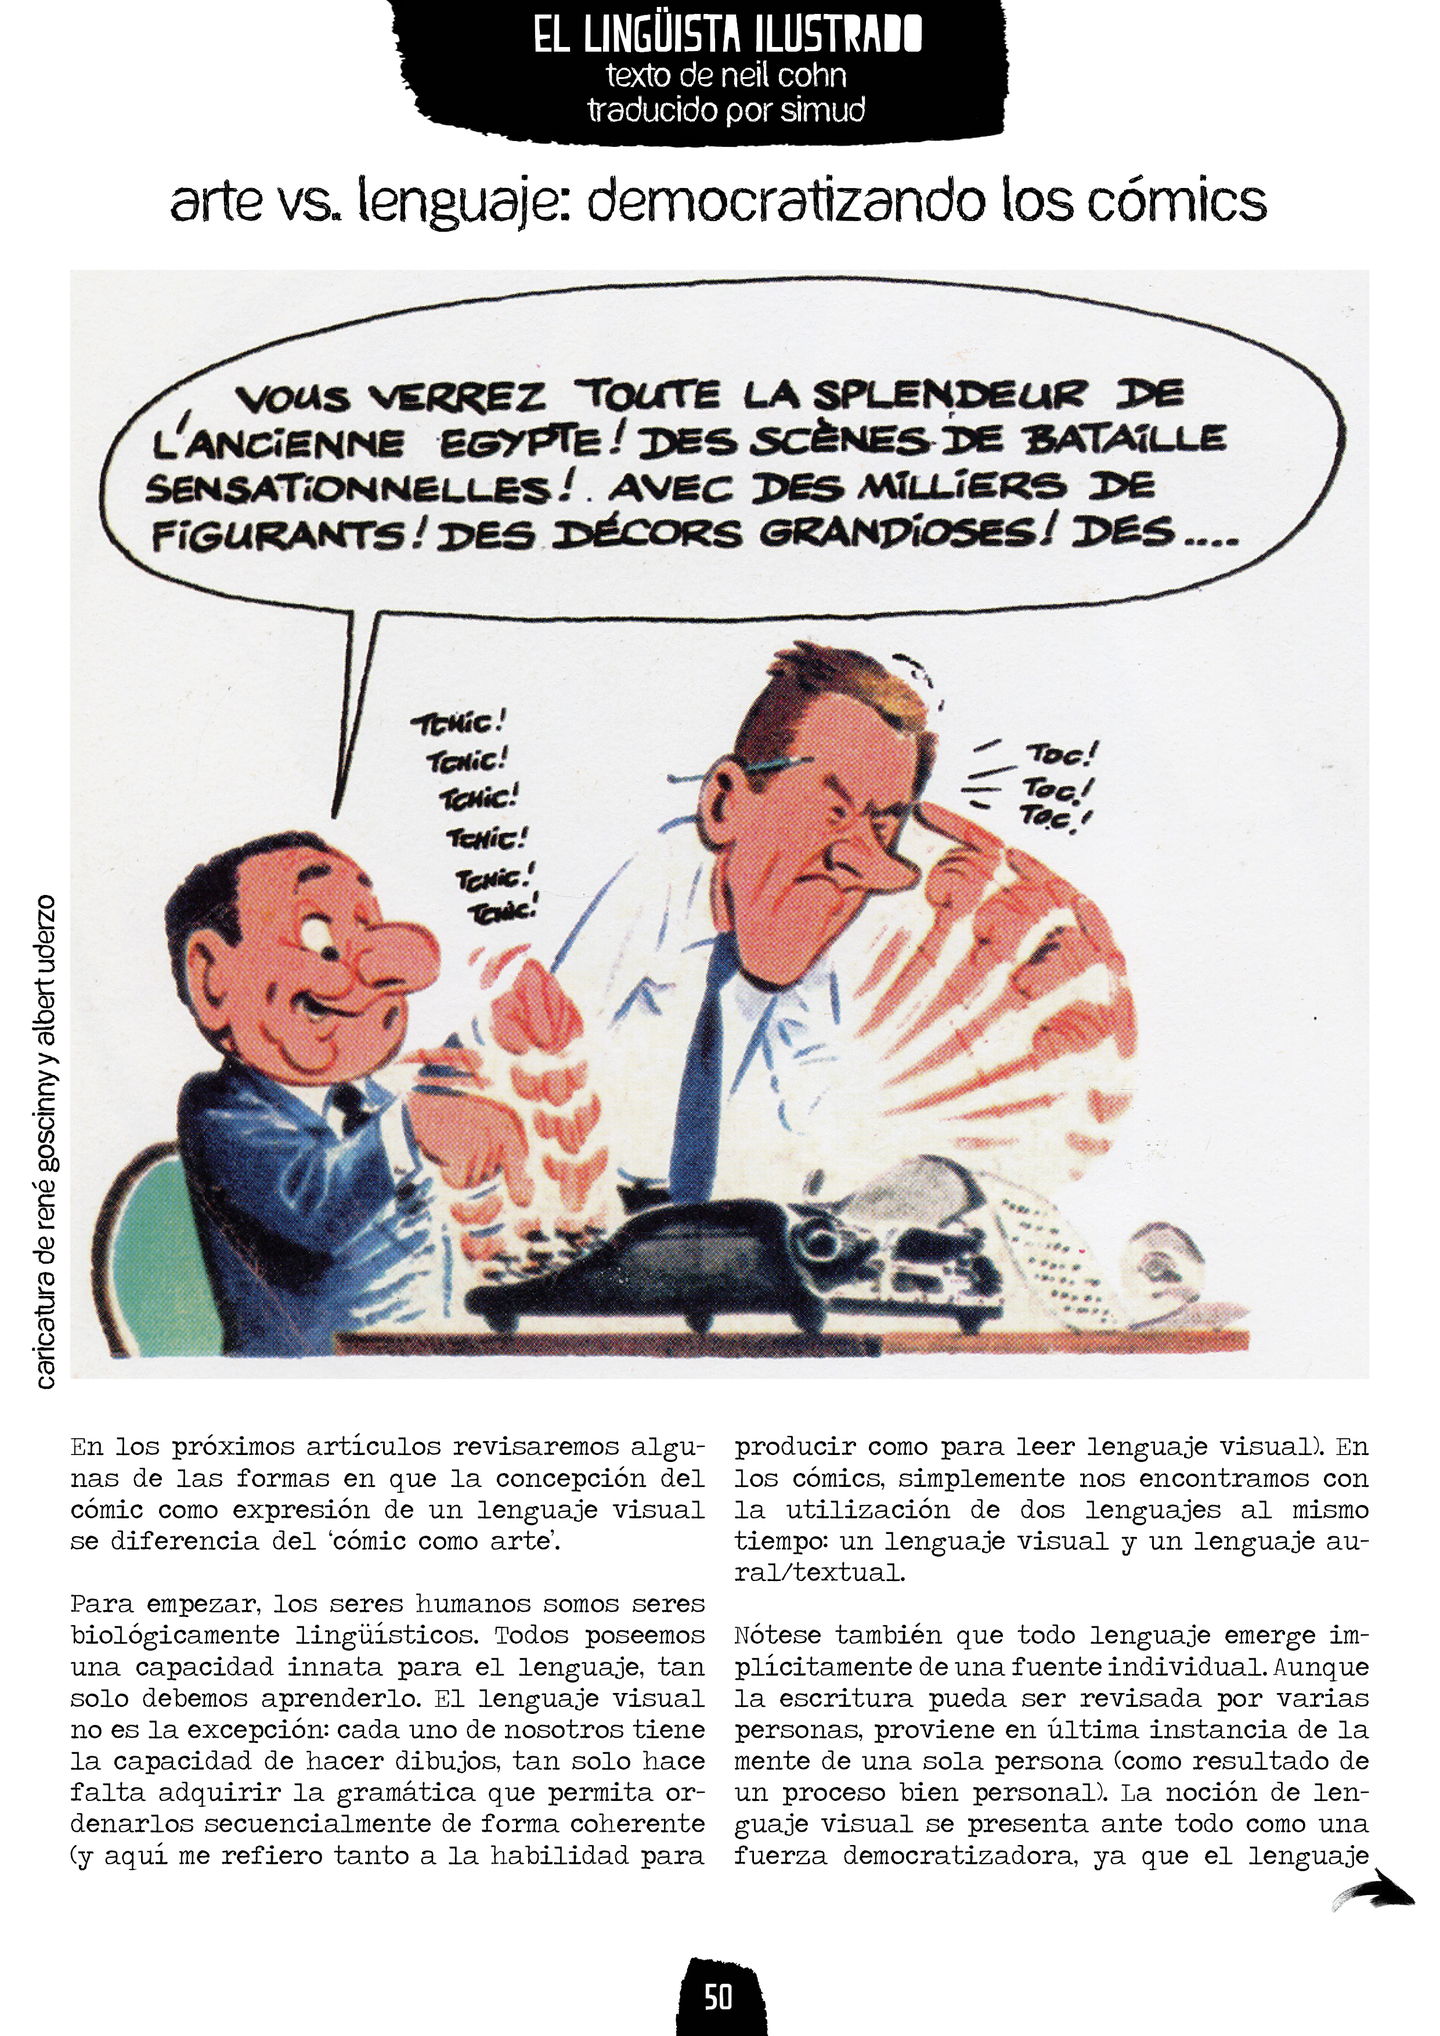 EL LINGÜISTA ILUSTRADO
texto de neil cohn
traducido por simud
arte vs. lenguaje: democratizando los cómics
VOUS VERREZ TOUTE LA SPLENDEUR DE
L'ANCIENNE EGYPTE! DES SCÈNES DE BATAILLE
SENSATIONNELLES! AVEC DES MILLIERS DE
FIGURANTS! DES DÉCORS GRANDIOSES! DES....
TCHIC!
TCHIC!
TCHIC!
TCHIC!
TCHIC!
TCHIC!
TOC!
TOC!
TOC!
caricatura de rené goscinny y albert uderzo
En los próximos artículos revisaremos algu-
nas de las formas en que la concepción del
cómic como expresión de un lenguaje visual
se diferencia del ‘cómic como arte’.
Para empezar, los seres humanos somos seres
biológicamente lingüísticos. Todos poseemos
una capacidad innata para el lenguaje, tan
solo debemos aprenderlo. El lenguaje visual
no es la excepción: cada uno de nosotros tiene
la capacidad de hacer dibujos, tan solo hace
falta adquirir la gramática que permita or-
denarlos secuencialmente de forma coherente
(y aquí me refiero tanto a la habilidad para
producir como para leer lenguaje visual). En
los cómics, simplemente nos encontramos con
la utilización de dos lenguajes al mismo
tiempo: un lenguaje visual y un lenguaje au-
ral/textual.
Nótese también que todo lenguaje emerge im-
plícitamente de una fuente individual. Aunque
la escritura pueda ser revisada por varias
personas, proviene en última instancia de la
mente de una sola persona (como resultado de
un proceso bien personal). La noción de len-
guaje visual se presenta ante todo como una
fuerza democratizadora, ya que el lenguaje
50